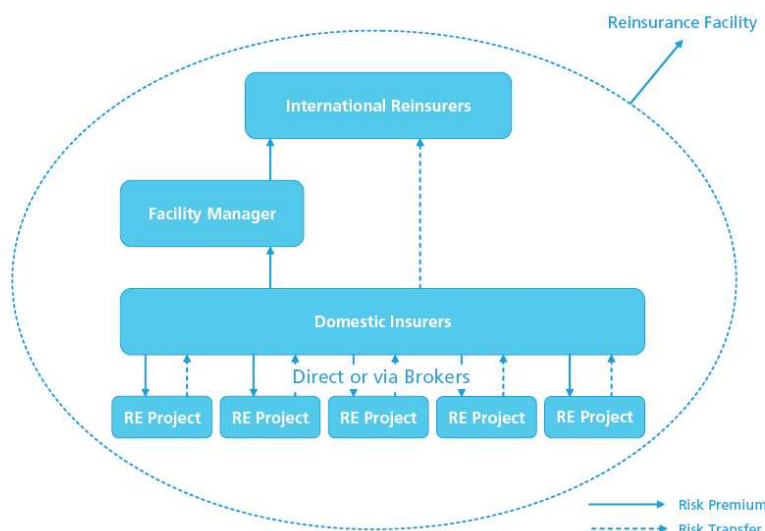 Reinsurance Facility
International Reinsurers
Facility Manager
Domestic Insurers
Direct or via Brokers
RE Project RE Project RE Project RE Project RE Project
Risk Premium
Risk Transfer